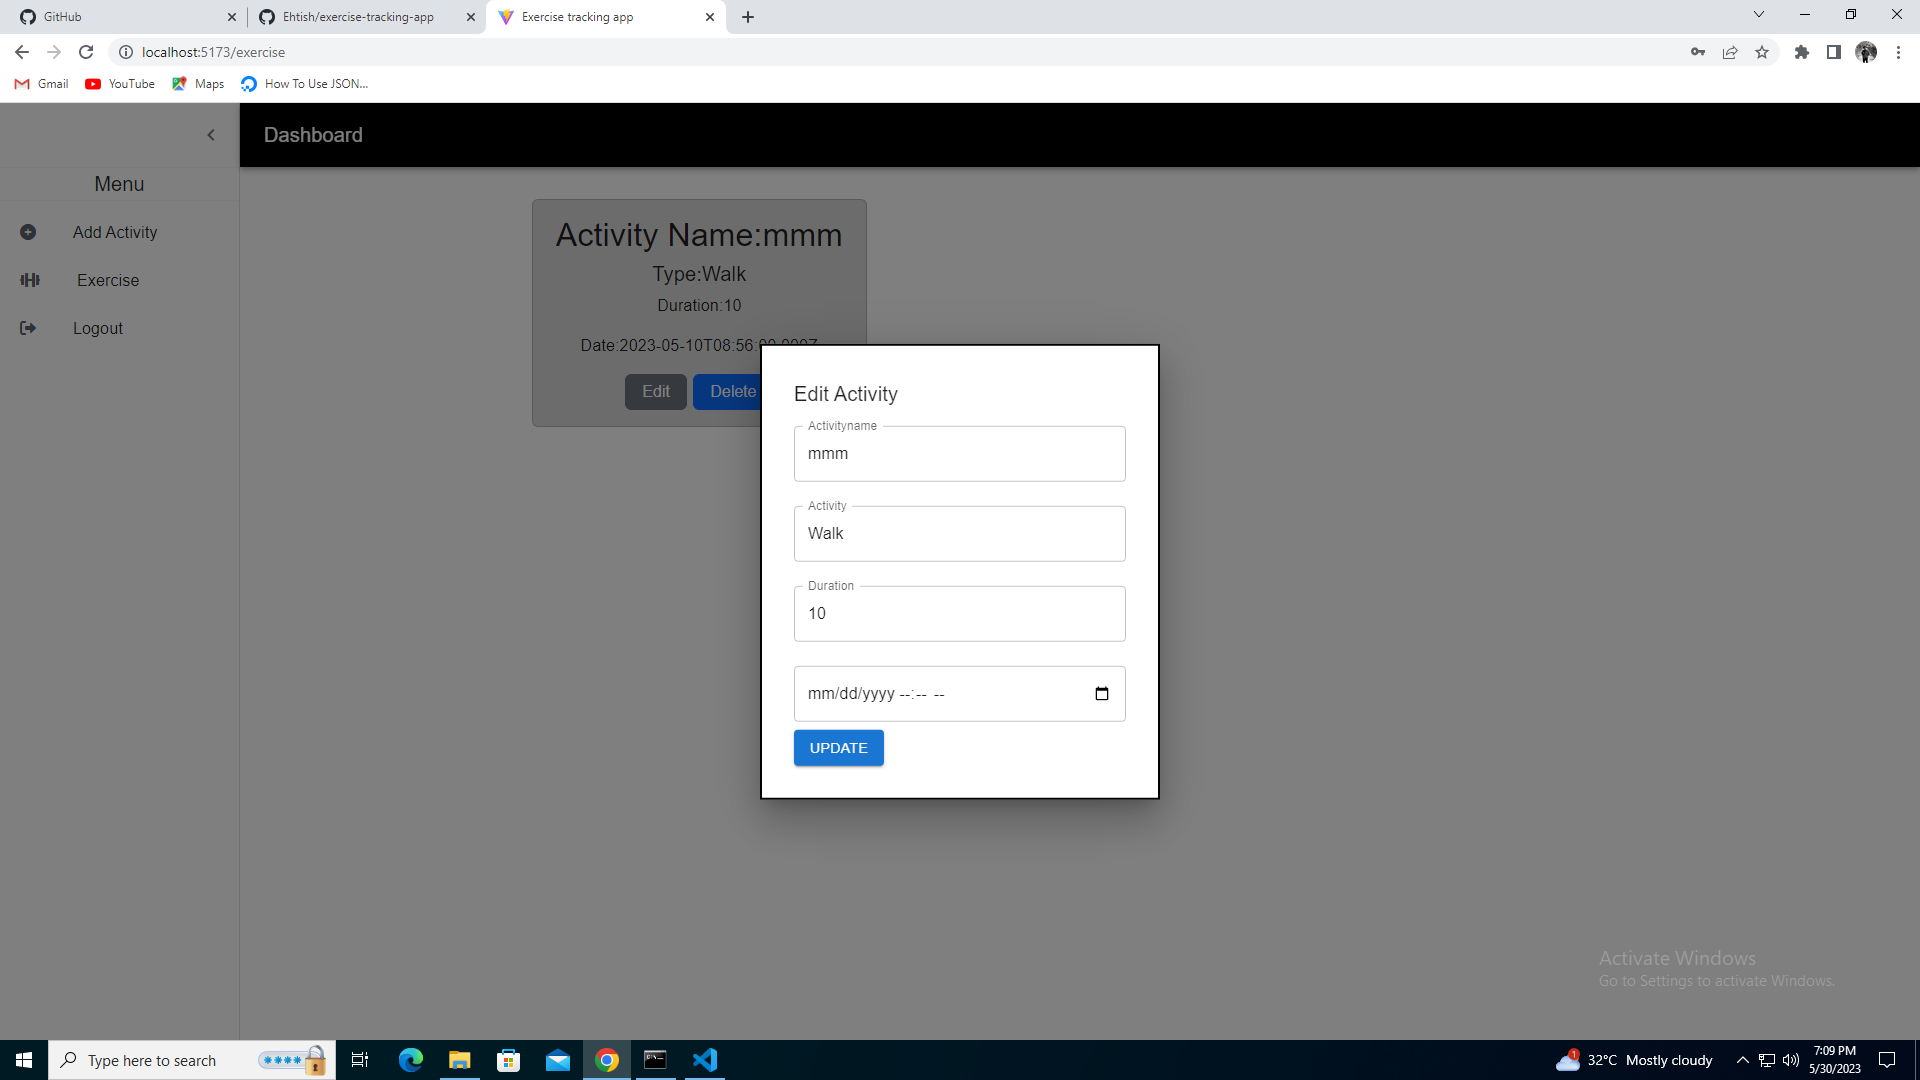 GitHub
Ehtish/exercise-tracking-app
Exercise tracking app
localhost:5173/exercise
Gmail
YouTube
Maps
How To Use JSON...
Dashboard
Menu
Add Activity
Exercise
Logout
Activity Name:mmm
Type:Walk
Duration:10
Date:2023-05-10T08:56:
Edit
Delete
Edit Activity
Activityname
mmm
Activity
Walk
Duration
10
mm/dd/yyyy --:-- --
UPDATE
Activate Windows
Go to Settings to activate Windows.
Type here to search
1
32°C Mostly cloudy
7:09 PM
5/30/2023